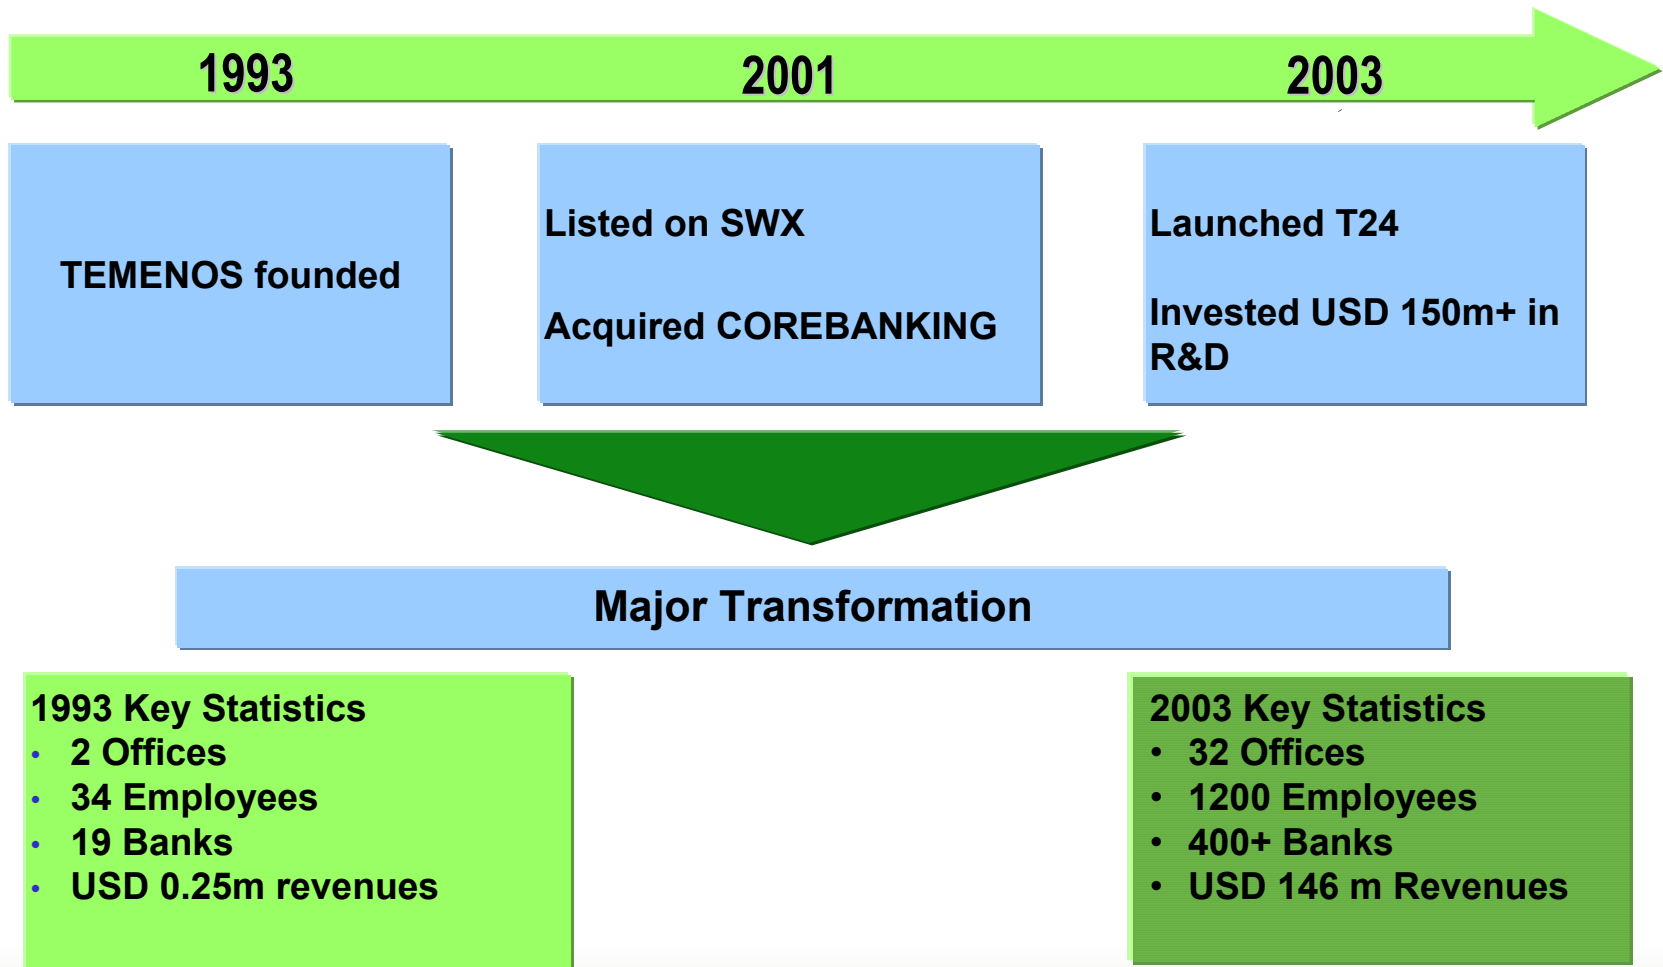 1993
2001
2003
TEMENOS founded
Listed on SWX
Acquired COREBANKING
Launched T24
Invested USD 150m+ in
R&D
Major Transformation
1993 Key Statistics
• 2 Offices
• 34 Employees
• 19 Banks
• USD 0.25m revenues
2003 Key Statistics
• 32 Offices
• 1200 Employees
• 400+ Banks
• USD 146 m Revenues